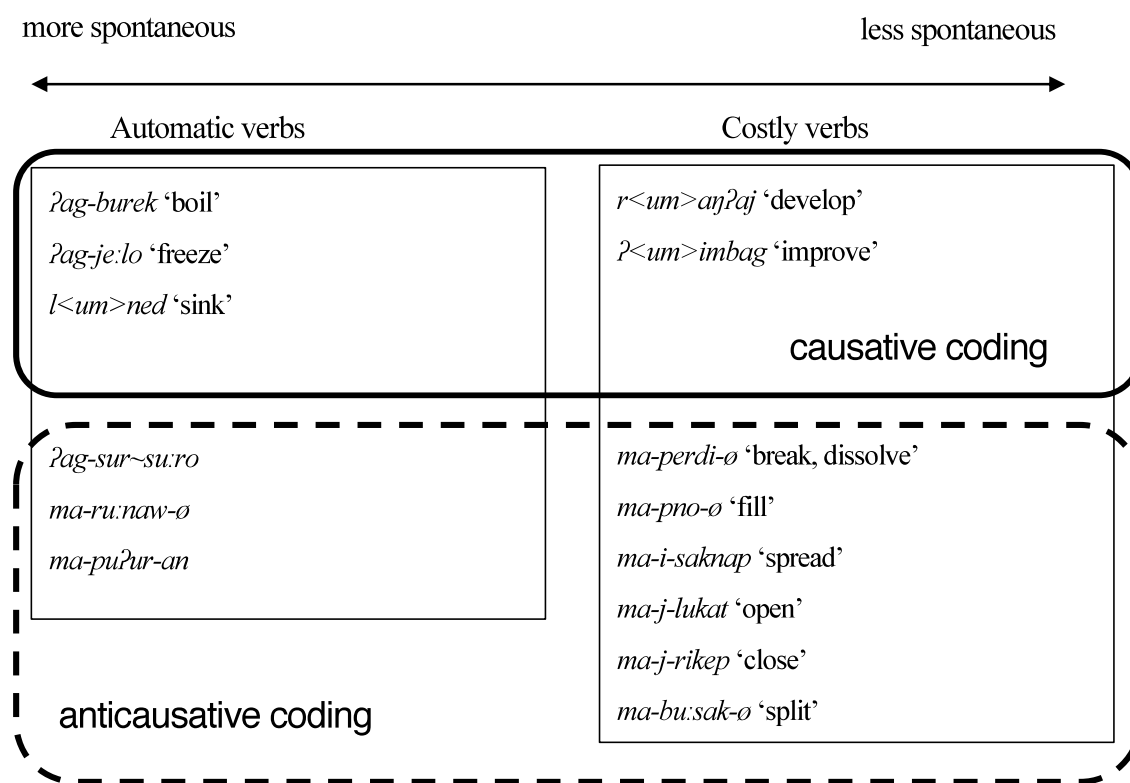 more spontaneous
less spontaneous
Automatic verbs
Costly verbs
ʔag-burek ‘boil’
ʔag-je:lo ‘freeze’
l<um>ned ‘sink’
r<um>aŋʔaj ‘develop’
ʔ<um>imbag ‘improve’
causative coding
ʔag-sur~su:ro
ma-ru:naw-ø
ma-puʔur-an
ma-perdi-ø ‘break, dissolve’
ma-pno-ø ‘fill’
ma-i-saknap ‘spread’
ma-j-lukat ‘open’
ma-j-rikep ‘close’
ma-bu:sak-ø ‘split’
anticausative coding